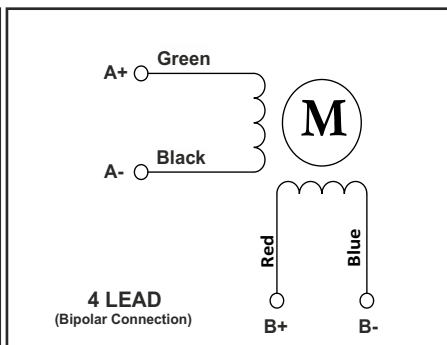 A+ Green
M
A- Black
Red
Blue
4 LEAD
(Bipolar Connection)
B+ B-